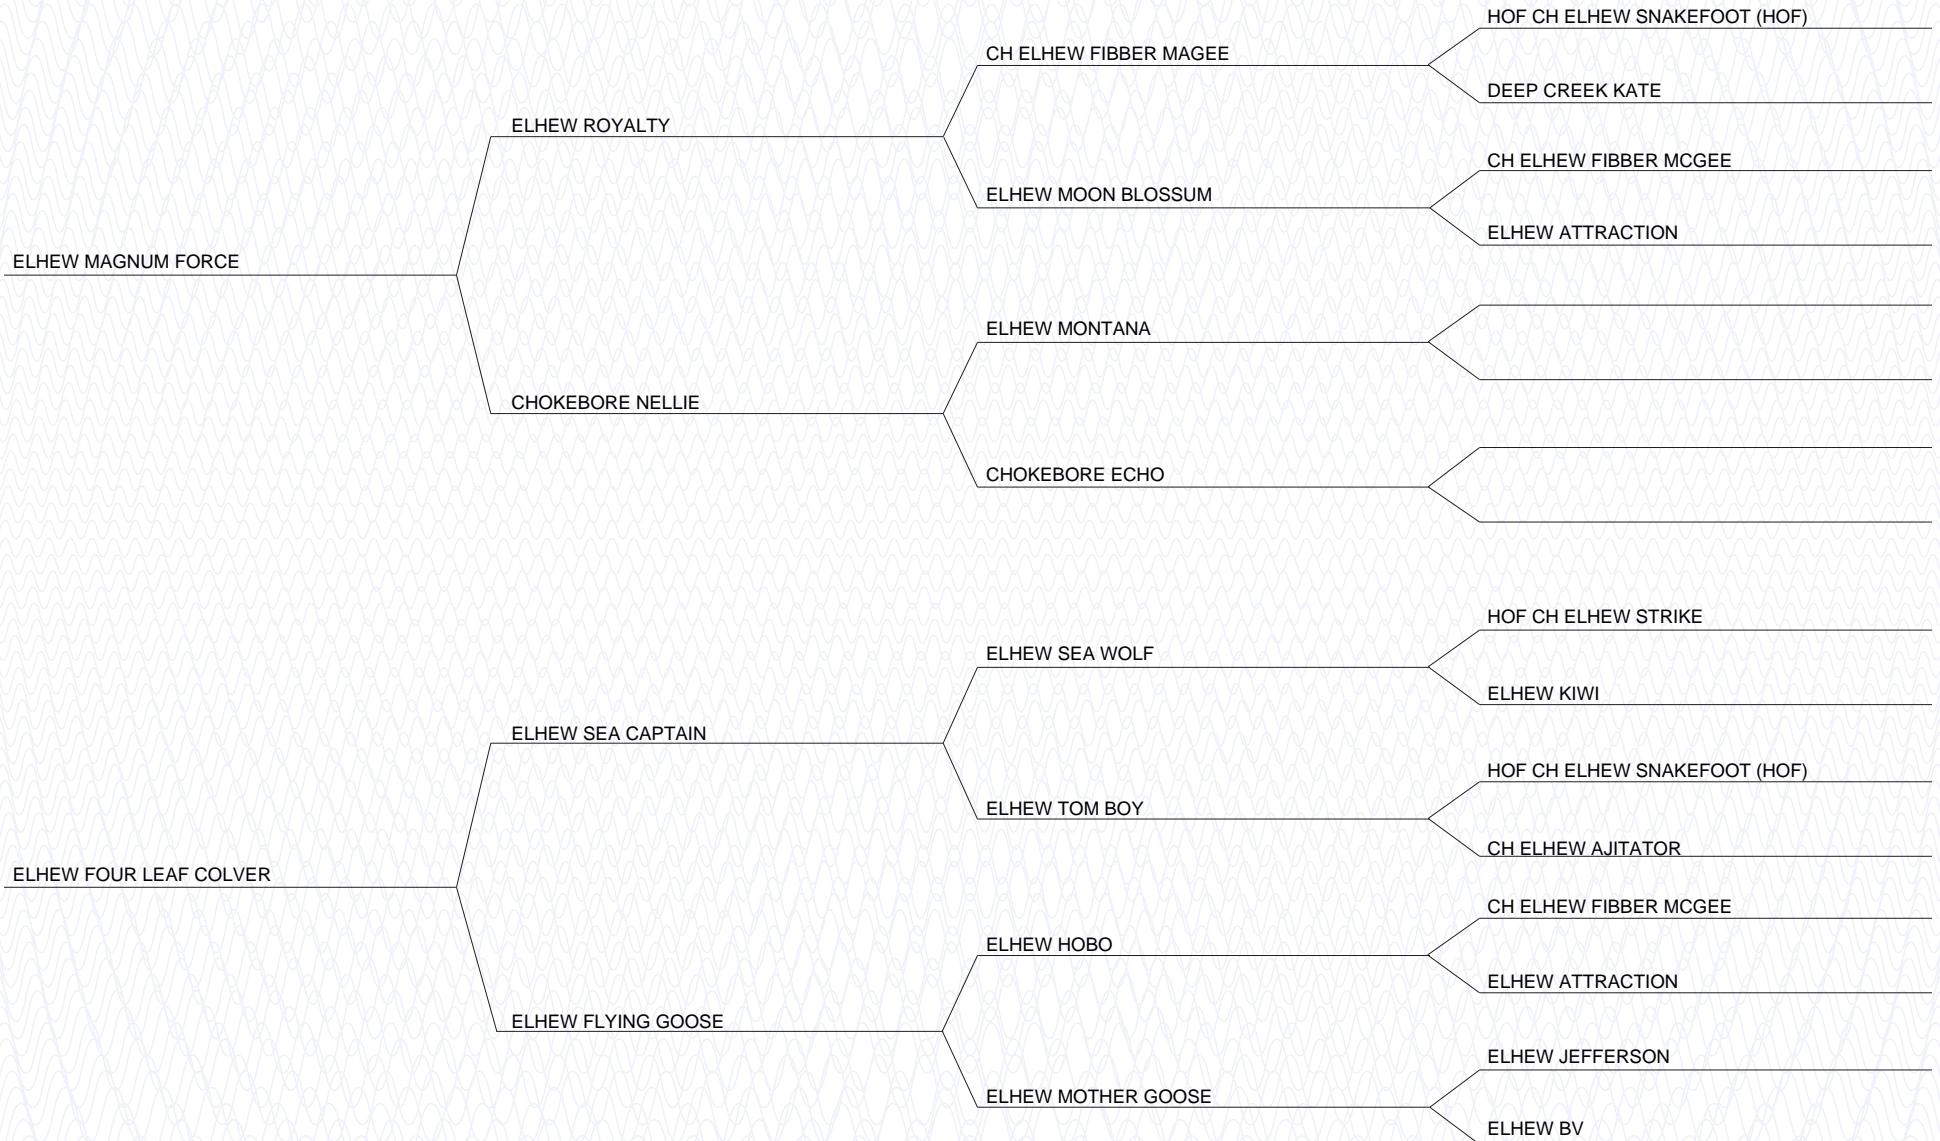 HOF CH ELHEW SNAKEFOOT (HOF)
CH ELHEW FIBBER MAGEE
DEEP CREEK KATE
ELHEW ROYALTY
CH ELHEW FIBBER MCGEE
ELHEW MOON BLOSSUM
ELHEW ATTRACTION
ELHEW MAGNUM FORCE
ELHEW MONTANA
CHOKEBORE NELLIE
CHOKEBORE ECHO
HOF CH ELHEW STRIKE
ELHEW SEA WOLF
ELHEW KIWI
ELHEW SEA CAPTAIN
HOF CH ELHEW SNAKEFOOT (HOF)
ELHEW TOM BOY
CH ELHEW AJITATOR
ELHEW FOUR LEAF COLVER
CH ELHEW FIBBER MCGEE
ELHEW HOBO
ELHEW ATTRACTION
ELHEW FLYING GOOSE
ELHEW JEFFERSON
ELHEW MOTHER GOOSE
ELHEW BV